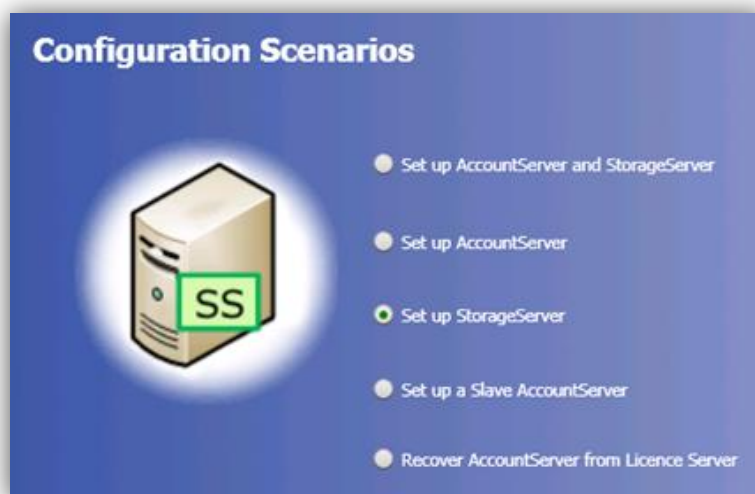 Configuration Scenarios
Set up AccountServer and StorageServer
Set up AccountServer
SS
Set up StorageServer
Set up a Slave AccountServer
Recover AccountServer from Licence Server